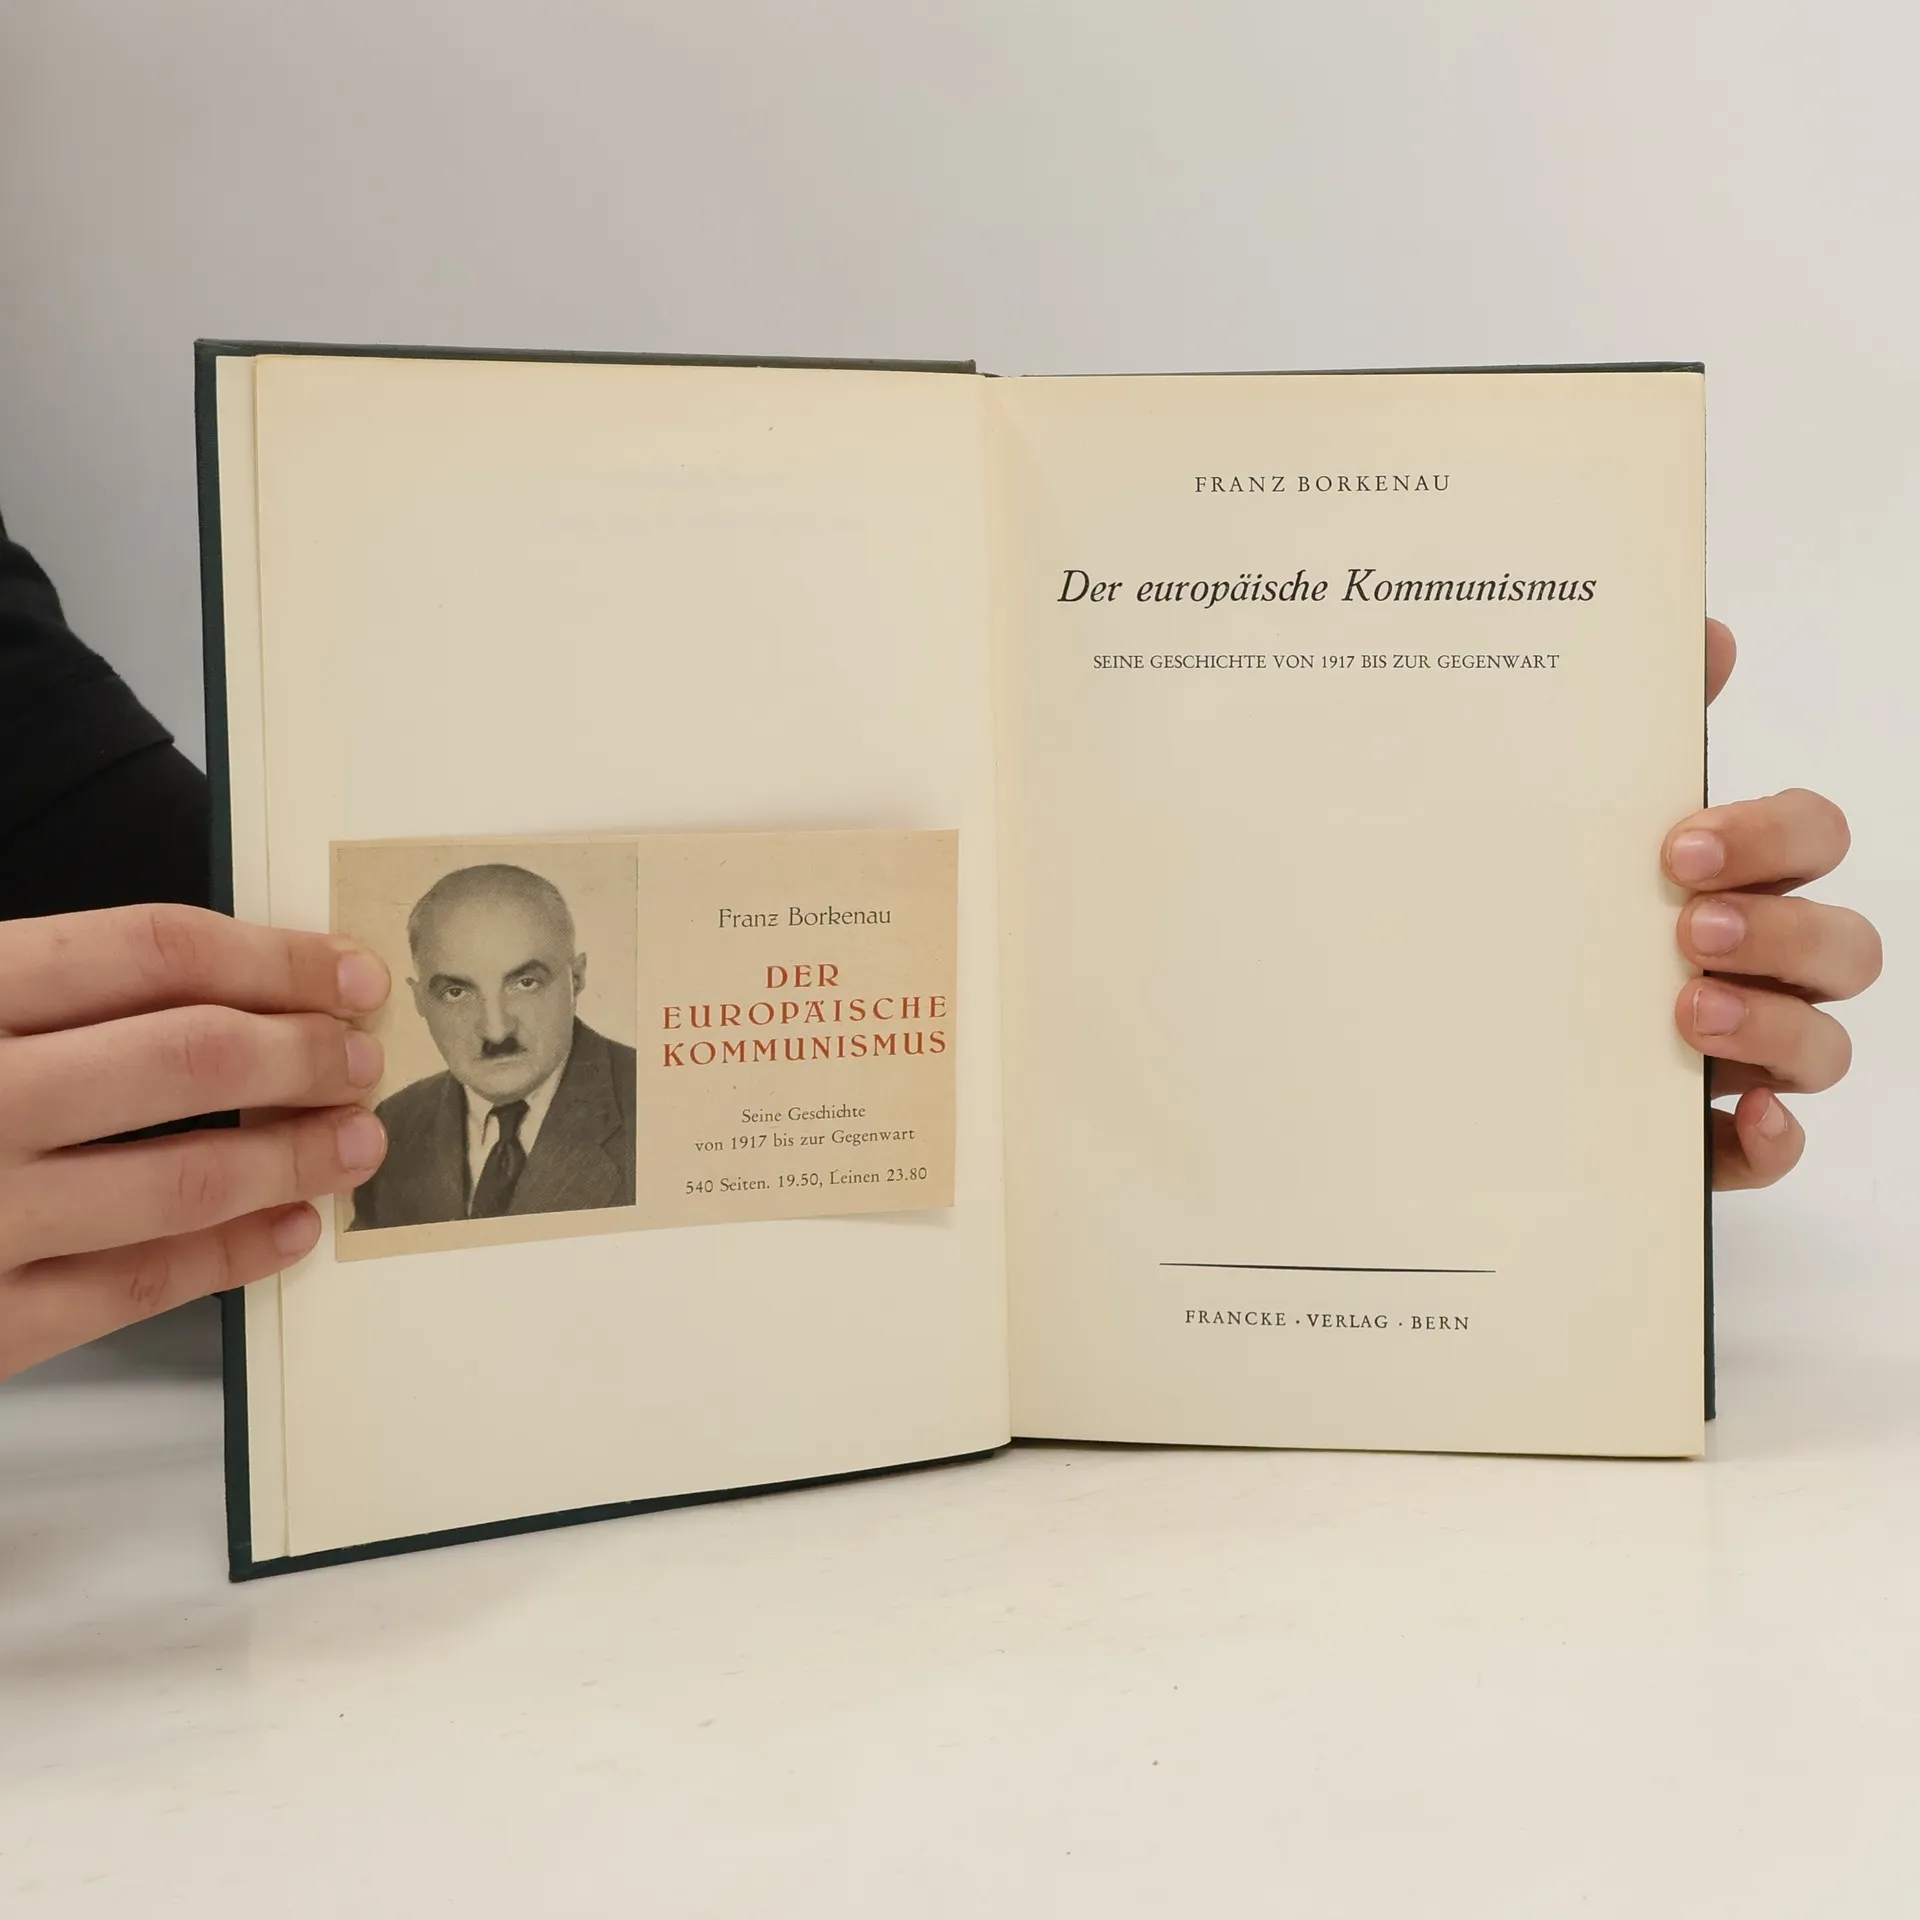 Franz Borkenau
DER
EUROPÄISCHE
KOMMUNISMUS
Seine Geschichte
von 1917 bis zur Gegenwart
540 Seiten. 19.50, Leinen 23.80
FRANZ BORKENAU
Der europäische Kommunismus
SEINE GESCHICHTE VON 1917 BIS ZUR GEGENWART
FRANCKE · VERLAG · BERN